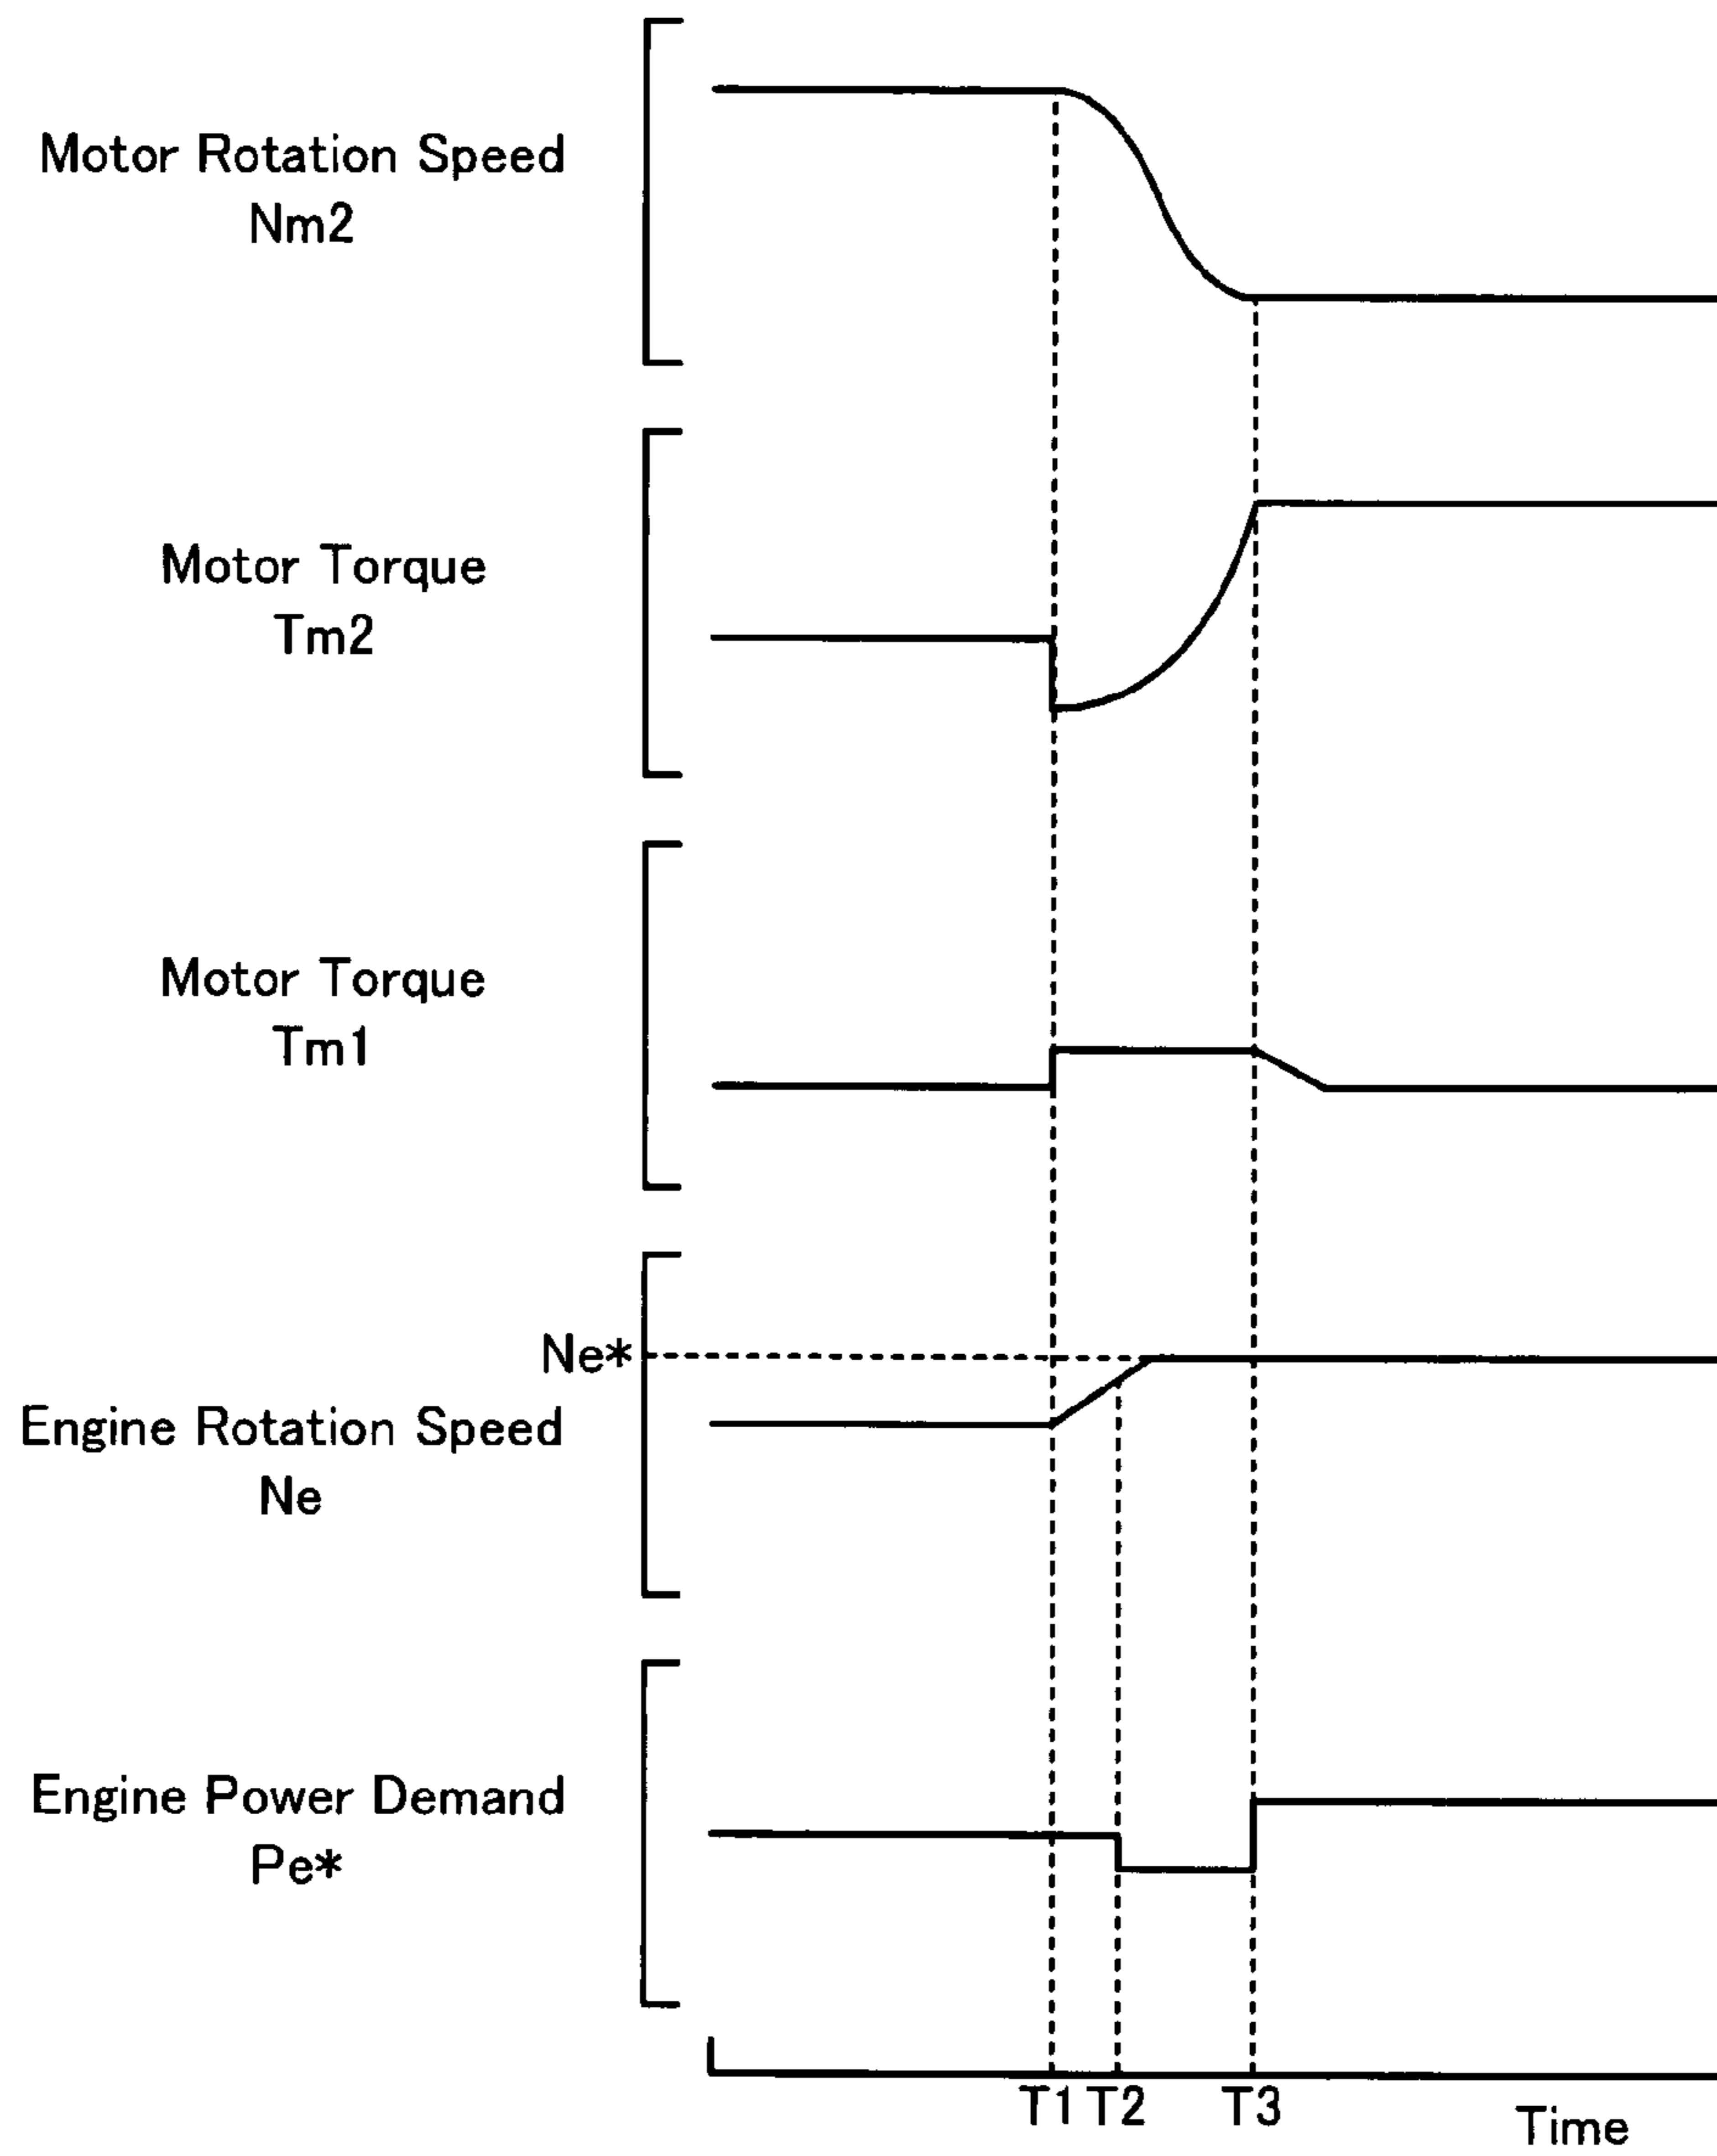 Motor Rotation Speed
Nm2
Motor Torque
Tm2
Motor Torque
Tm1
Ne*
Engine Rotation Speed
Ne
Engine Power Demand
Pe*
T1 T2 T3
Time